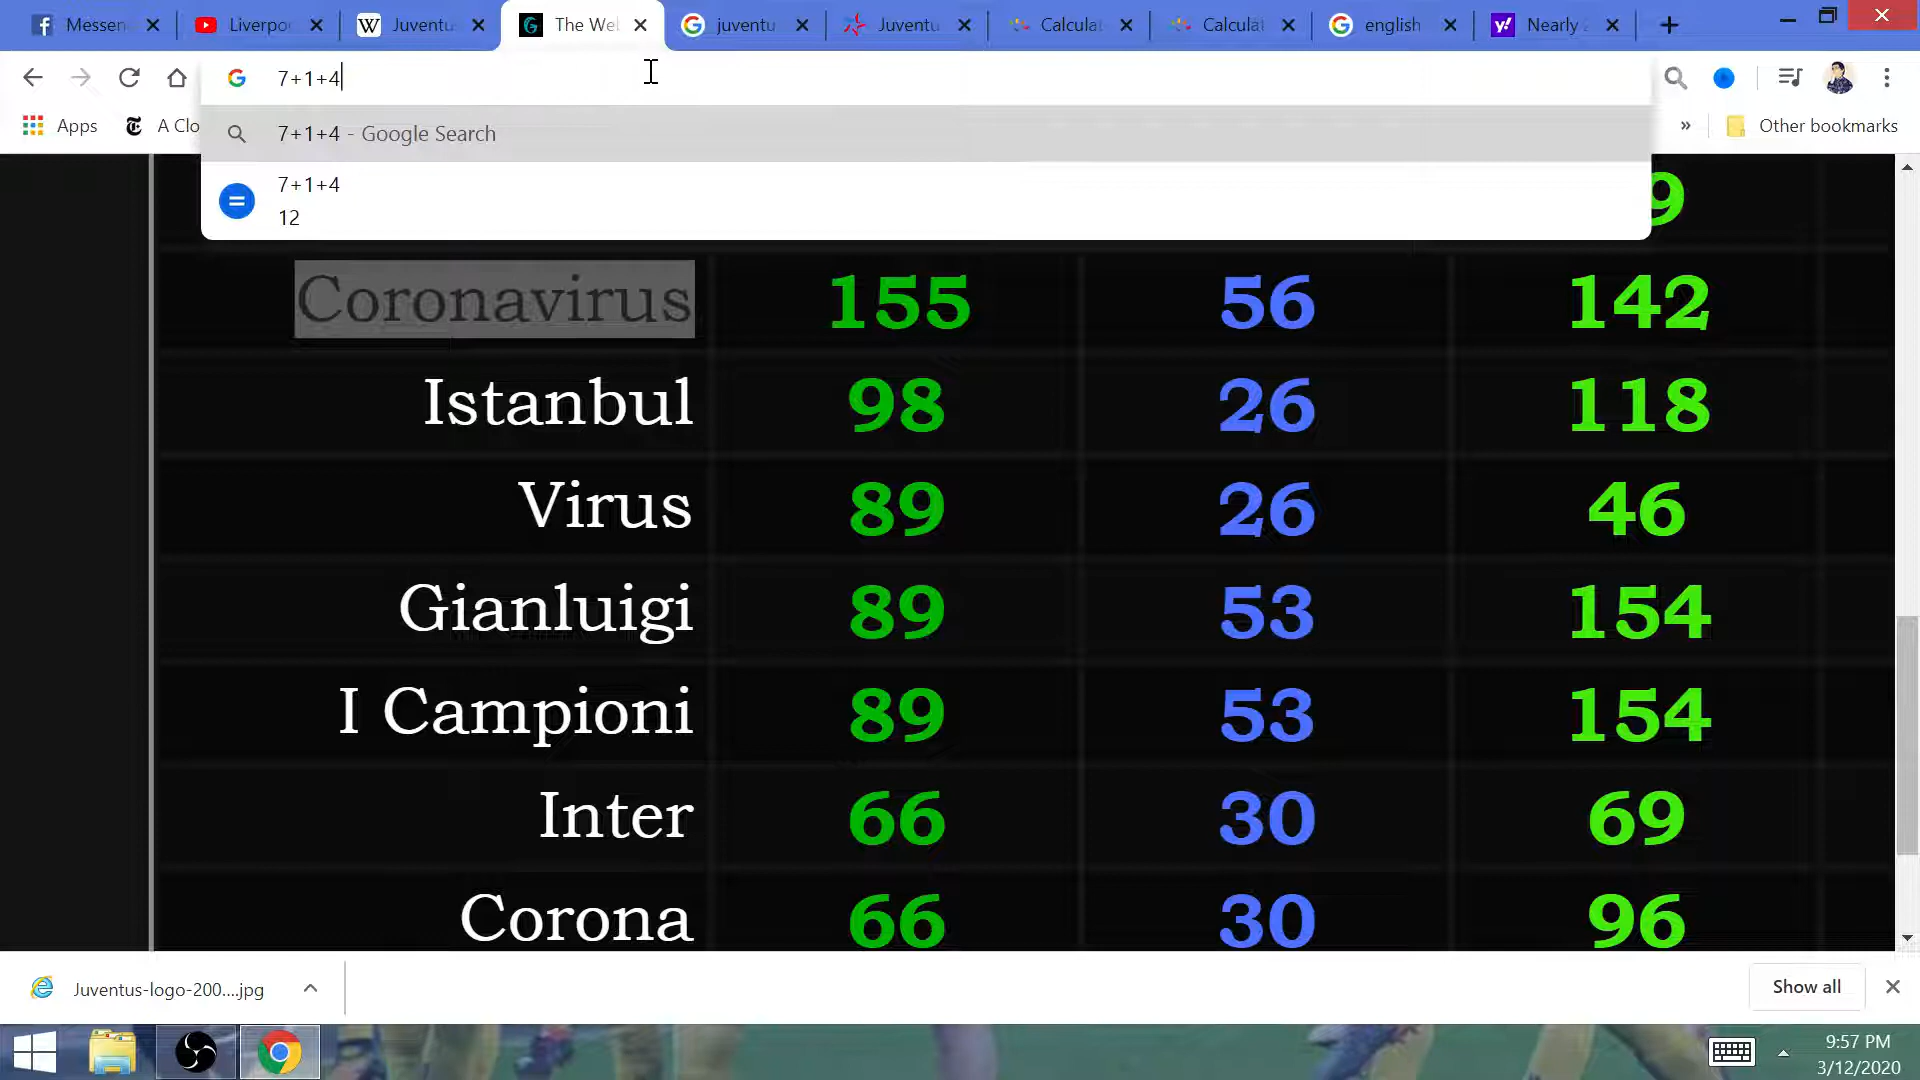 Messen
Liverpo
Juventus
The Wel
juventu
Juventu
Calcula
Calcula
english
Nearly
7+1+4
Apps
A Clo
7+1+4 - Google Search
» Other bookmarks
7+1+4
12
9
Coronavirus 155 56 142
Istanbul 98 26 118
Virus 89 26 46
Gianluigi 89 53 154
I Campioni 89 53 154
Inter 66 30 69
Corona 66 30 96
Juventus-logo-200....jpg
Show all
9:57 PM
3/12/2020